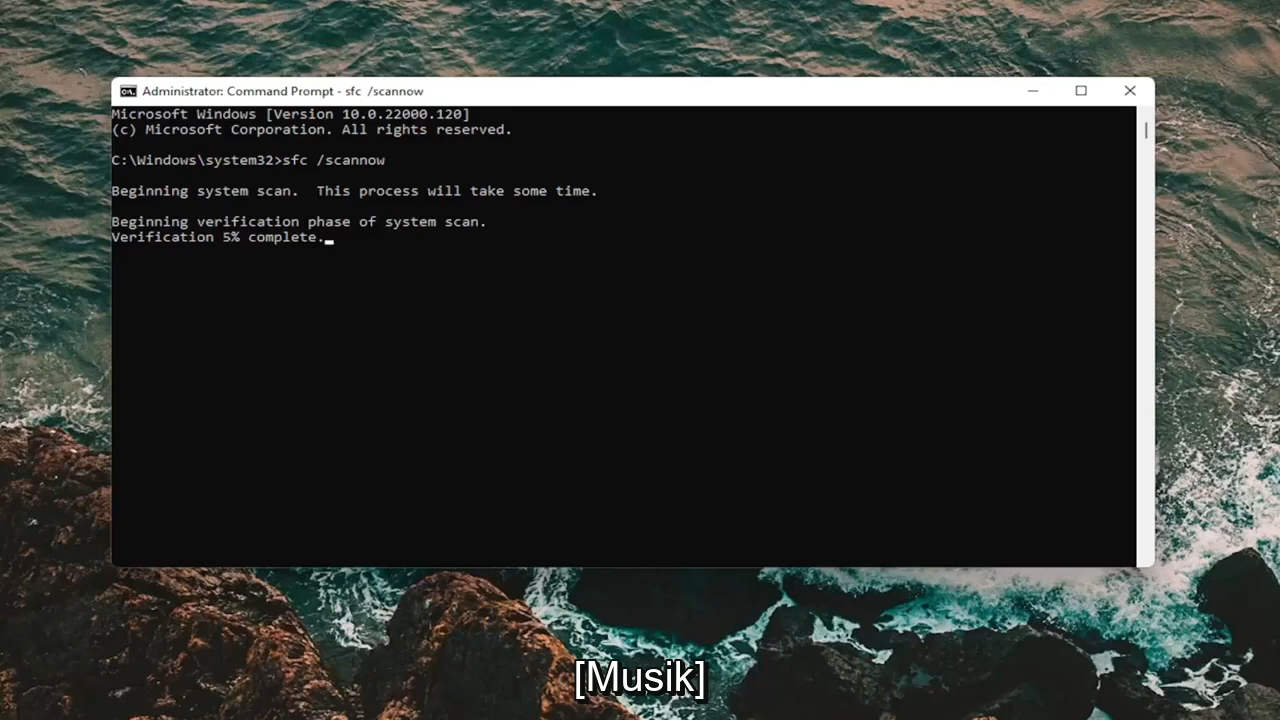 Administrator: Command Prompt - sfc /scannow
Microsoft Windows [Version 10.0.22000.120]
(c) Microsoft Corporation. All rights reserved.
C:\Windows\system32>sfc /scannow
Beginning system scan.  This process will take some time.
Beginning verification phase of system scan.
Verification 5% complete.
[Musik]